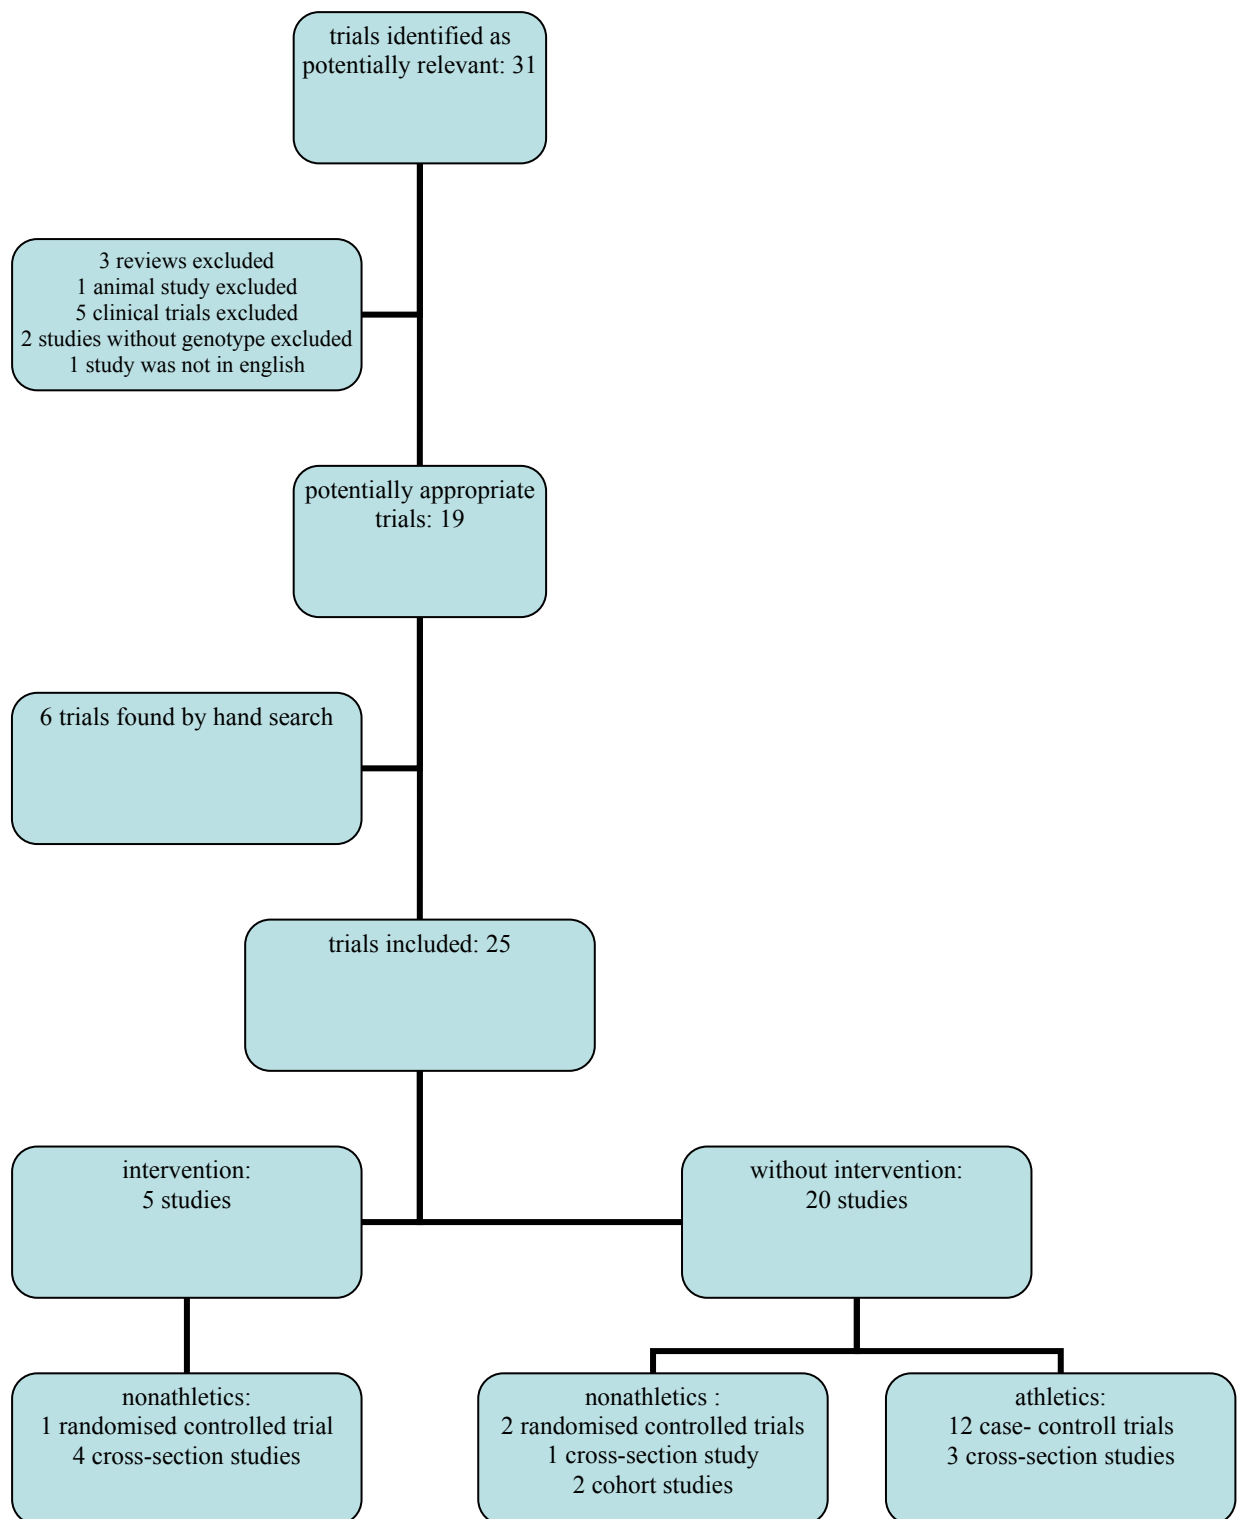 trials identified as
potentially relevant: 31
3 reviews excluded
1 animal study excluded
5 clinical trials excluded
2 studies without genotype excluded
1 study was not in english
potentially appropriate
trials: 19
6 trials found by hand search
trials included: 25
intervention:
5 studies
without intervention:
20 studies
nonathletics:
1 randomised controlled trial
4 cross-section studies
nonathletics :
2 randomised controlled trials
1 cross-section study
2 cohort studies
athletics:
12 case- controll trials
3 cross-section studies